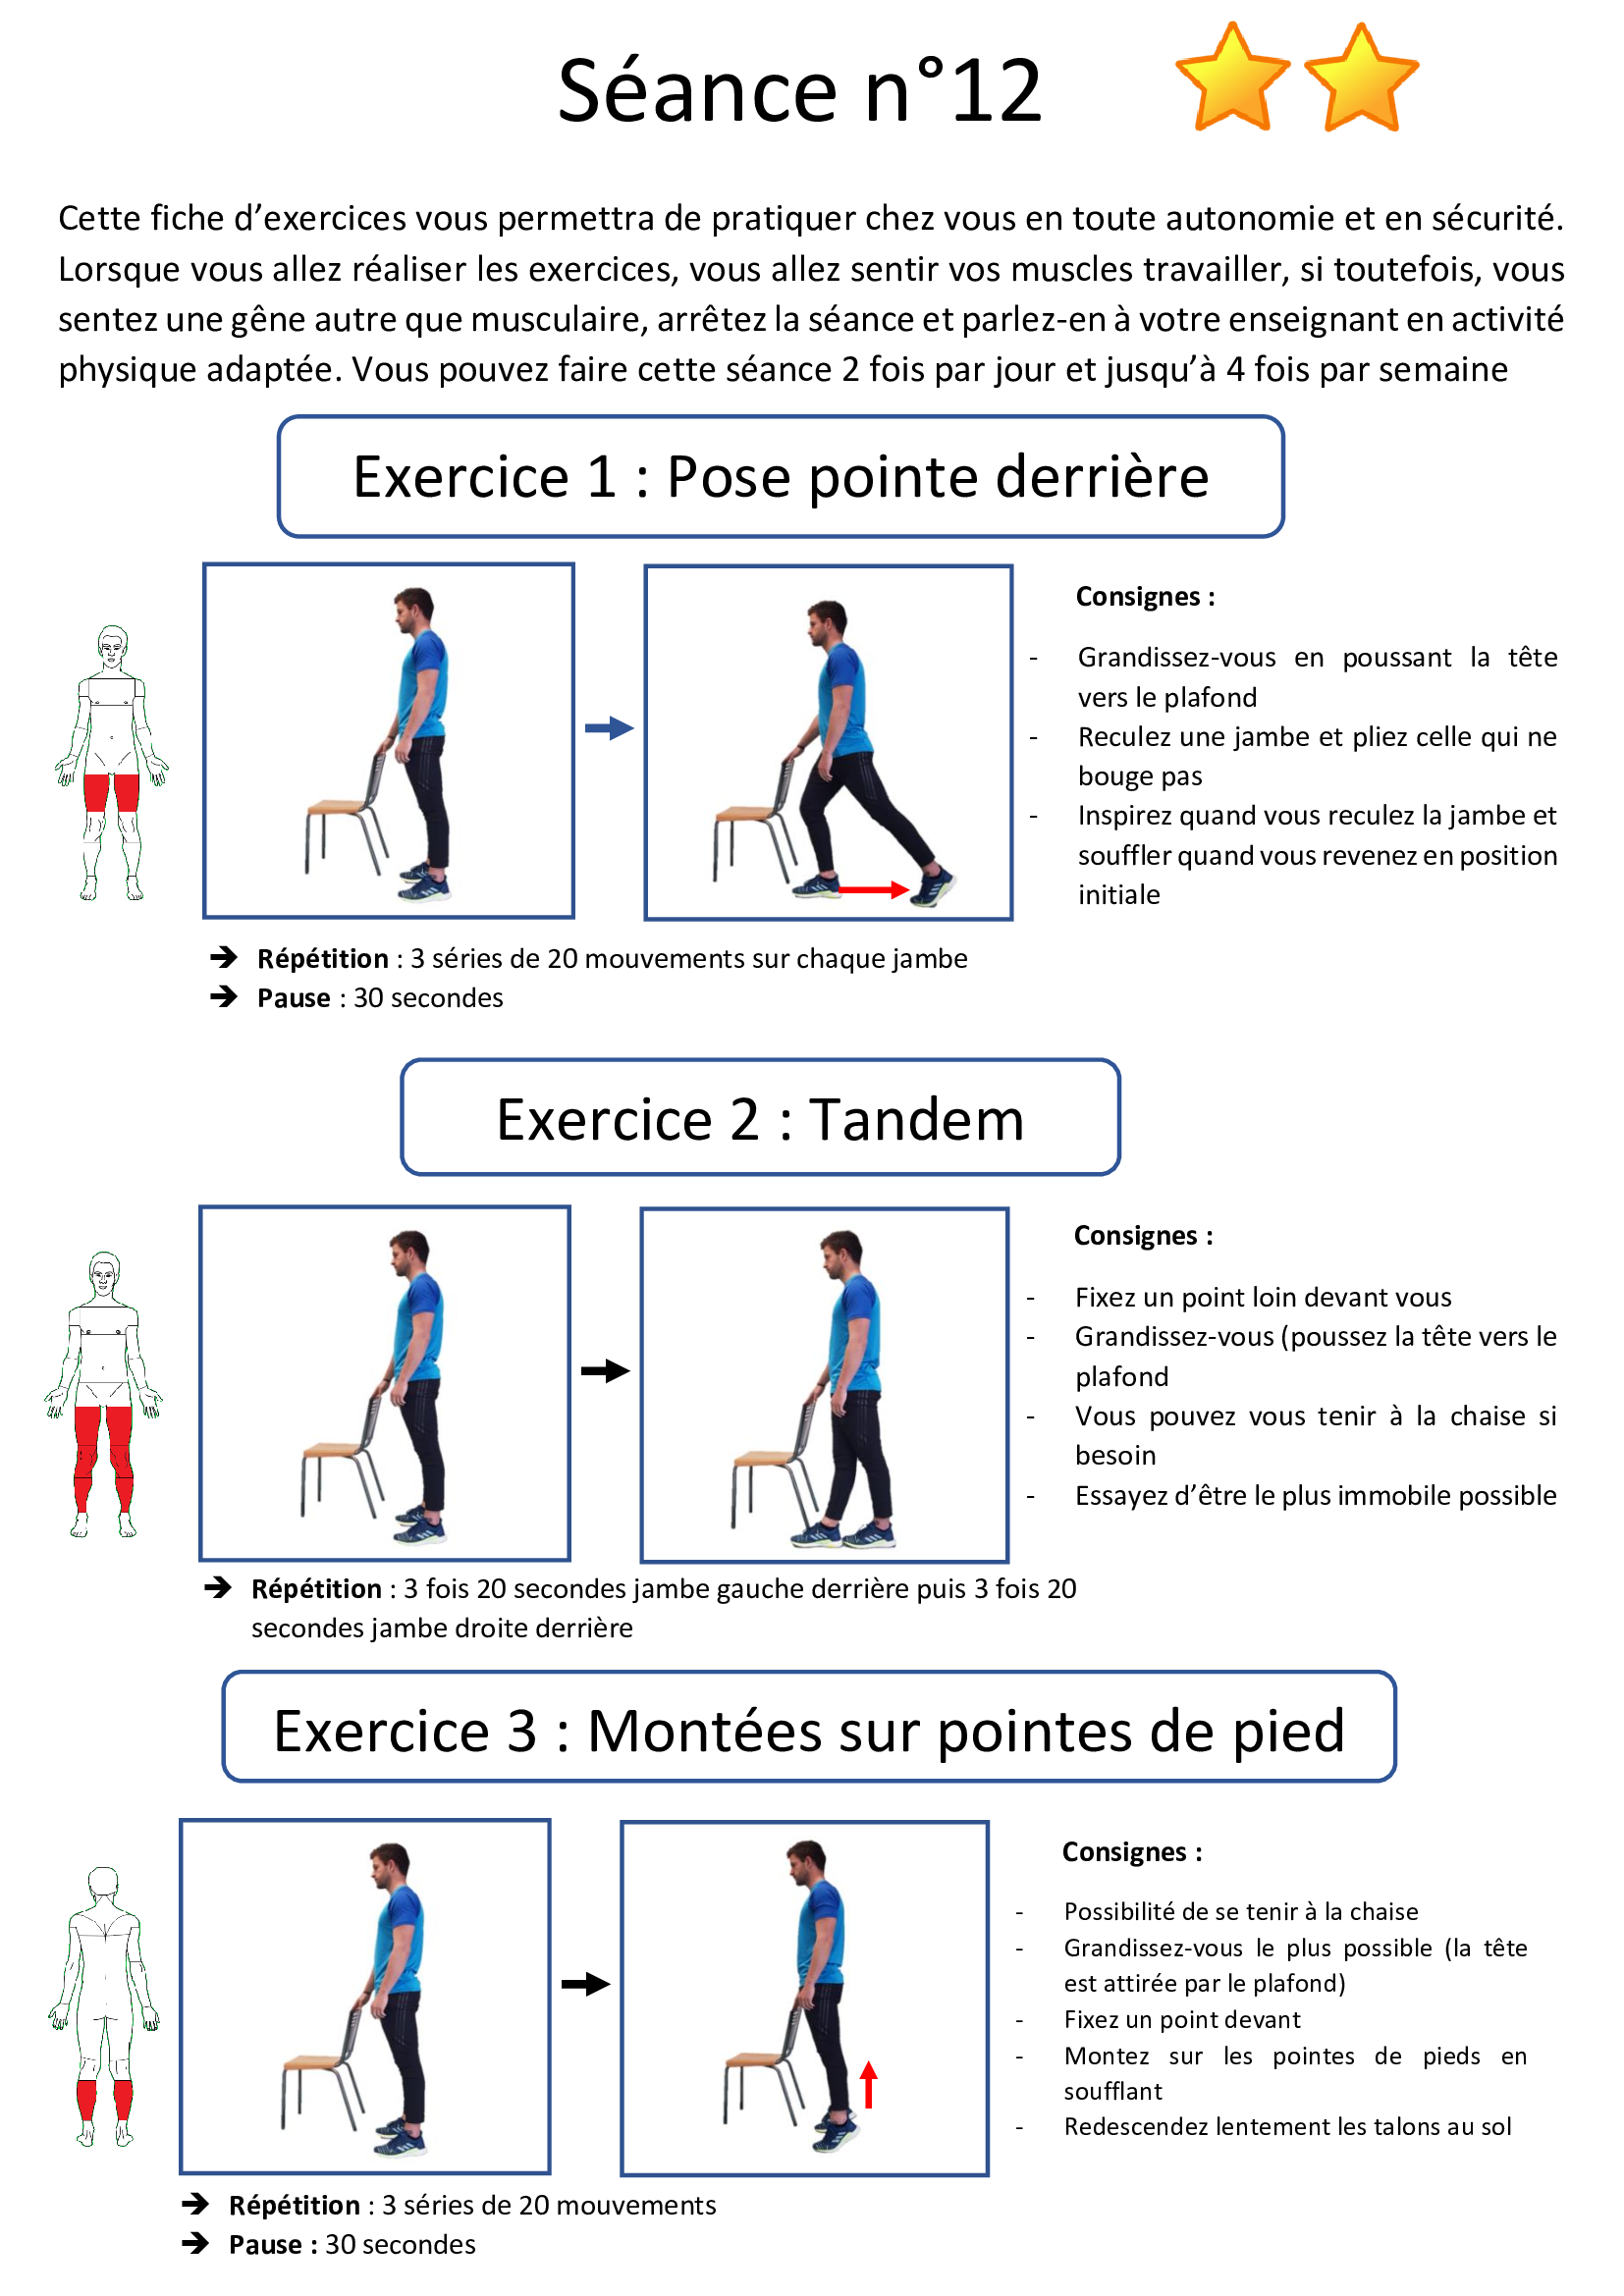 Séance n°12
Cette fiche d’exercices vous permettra de pratiquer chez vous en toute autonomie et en sécurité.
Lorsque vous allez réaliser les exercices, vous allez sentir vos muscles travailler, si toutefois, vous
sentez une gêne autre que musculaire, arrêtez la séance et parlez-en à votre enseignant en activité
physique adaptée. Vous pouvez faire cette séance 2 fois par jour et jusqu’à 4 fois par semaine
Exercice 1 : Pose pointe derrière
Consignes :
- Grandissez-vous en poussant la tête
vers le plafond
- Reculez une jambe et pliez celle qui ne
bouge pas
- Inspirez quand vous reculez la jambe et
souffler quand vous revenez en position
initiale
➔ Répétition : 3 séries de 20 mouvements sur chaque jambe
➔ Pause : 30 secondes
Exercice 2 : Tandem
Consignes :
- Fixez un point loin devant vous
- Grandissez-vous (poussez la tête vers le
plafond
- Vous pouvez vous tenir à la chaise si
besoin
- Essayez d’être le plus immobile possible
➔ Répétition : 3 fois 20 secondes jambe gauche derrière puis 3 fois 20
secondes jambe droite derrière
Exercice 3 : Montées sur pointes de pied
Consignes :
- Possibilité de se tenir à la chaise
- Grandissez-vous le plus possible (la tête
est attirée par le plafond)
- Fixez un point devant
- Montez sur les pointes de pieds en
soufflant
- Redescendez lentement les talons au sol
➔ Répétition : 3 séries de 20 mouvements
➔ Pause : 30 secondes